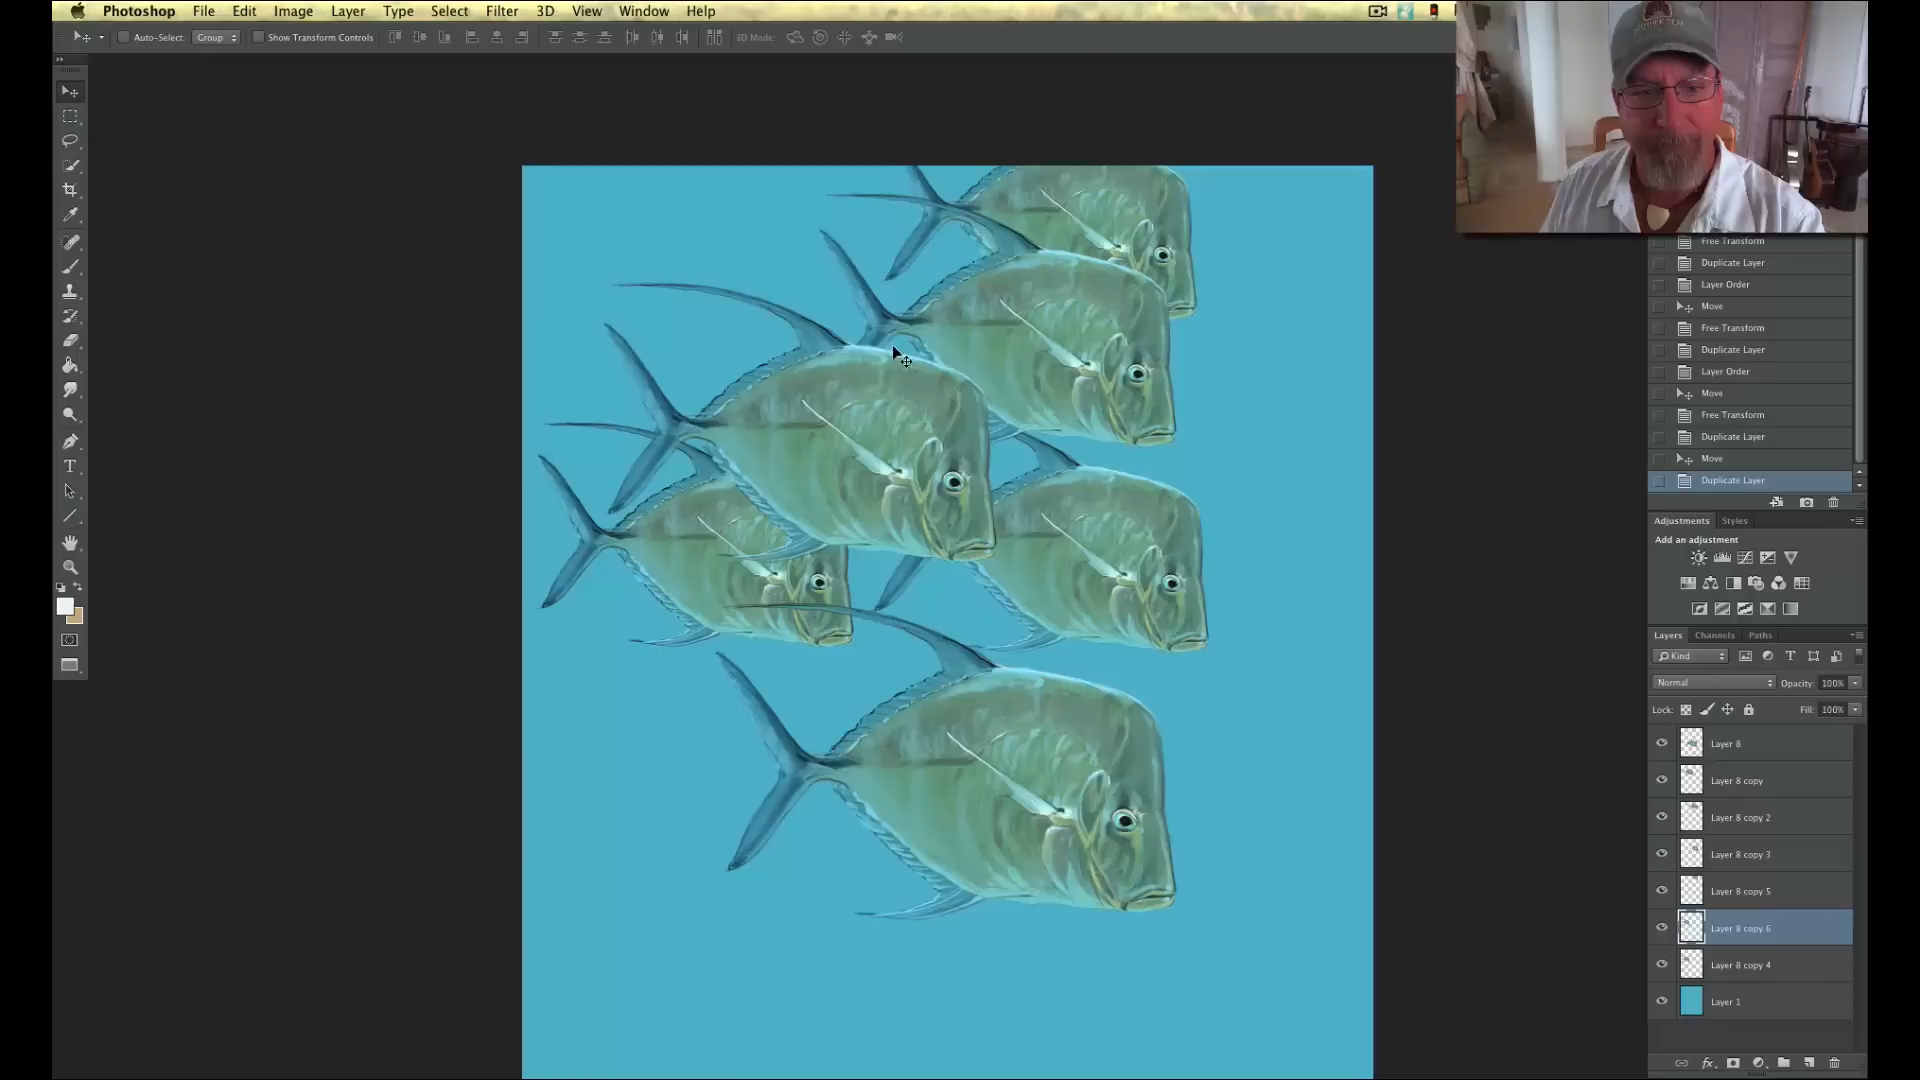 Photoshop File Edit Image Layer Type Select Filter 3D View Window Help
Auto-Select: Group Show Transform Controls 3D Mode:
Free Transform
Duplicate Layer
Layer Order
Move
Free Transform
Duplicate Layer
Layer Order
Move
Free Transform
Duplicate Layer
Move
Duplicate Layer
Adjustments Styles
Add an adjustment
Layers Channels Paths
Kind
Normal Opacity: 100%
Lock: Fill: 100%
Layer 8
Layer 8 copy
Layer 8 copy 2
Layer 8 copy 3
Layer 8 copy 5
Layer 8 copy 6
Layer 8 copy 4
Layer 1